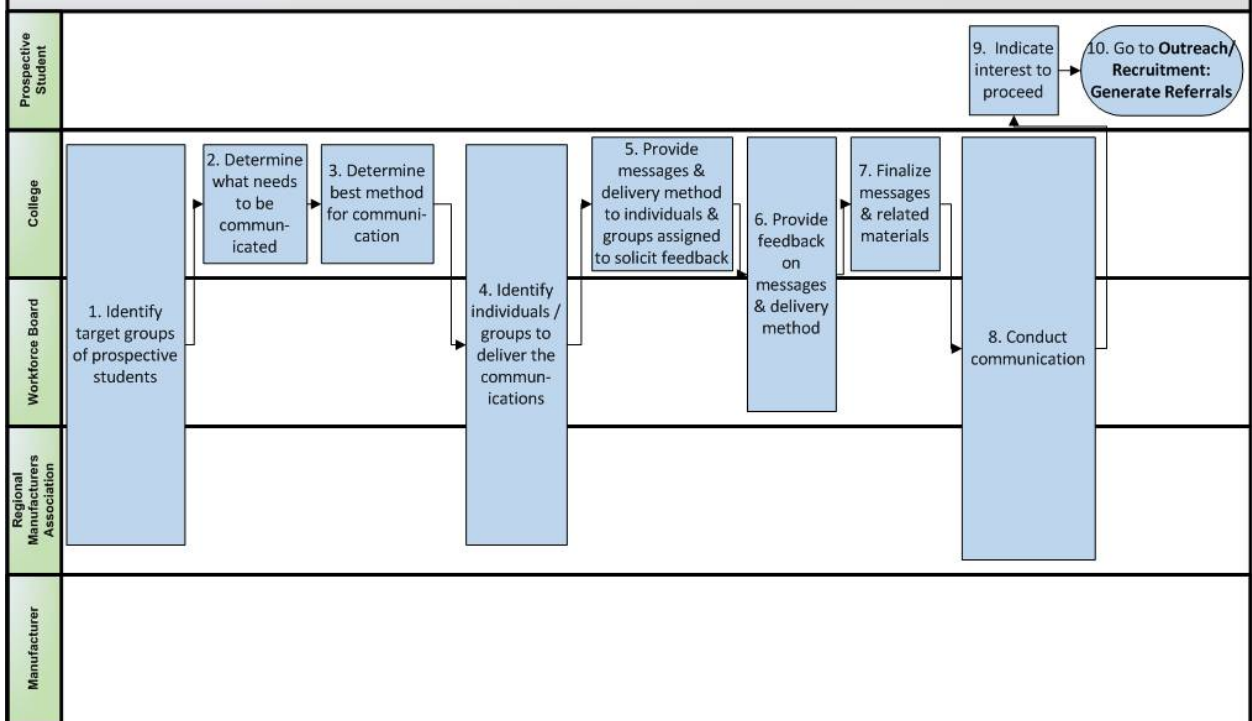 Prospective
Student
9. Indicate
interest to
proceed
10. Go to Outreach/
Recruitment:
Generate Referrals
College
1. Identify
target groups
of prospective
students
2. Determine
what needs
to be
commun-
icated
3. Determine
best method
for communi-
cation
4. Identify
individuals /
groups to
deliver the
commun-
ications
5. Provide
messages &
delivery method
to individuals &
groups assigned
to solicit feedback
6. Provide
feedback
on
messages
& delivery
method
7. Finalize
messages
& related
materials
8. Conduct
communication
Workforce Board
Regional
Manufacturers
Association
Manufacturer